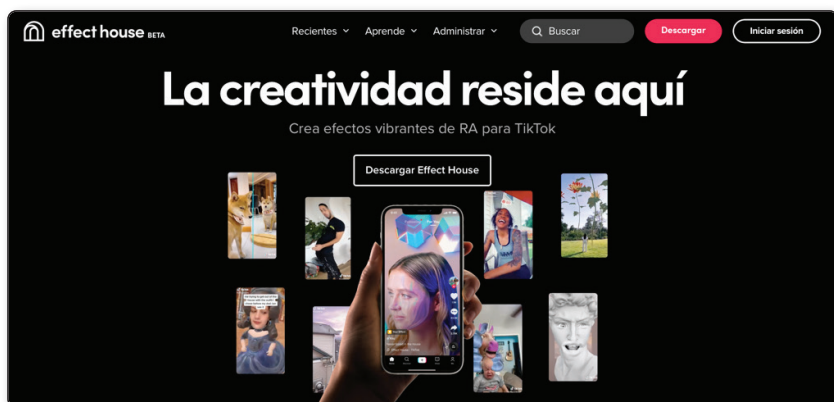 effect house BETA
Recientes
Aprende
Administrar
Buscar
Descargar
Iniciar sesión
La creatividad reside aquí
Crea efectos vibrantes de RA para TikTok
Descargar Effect House